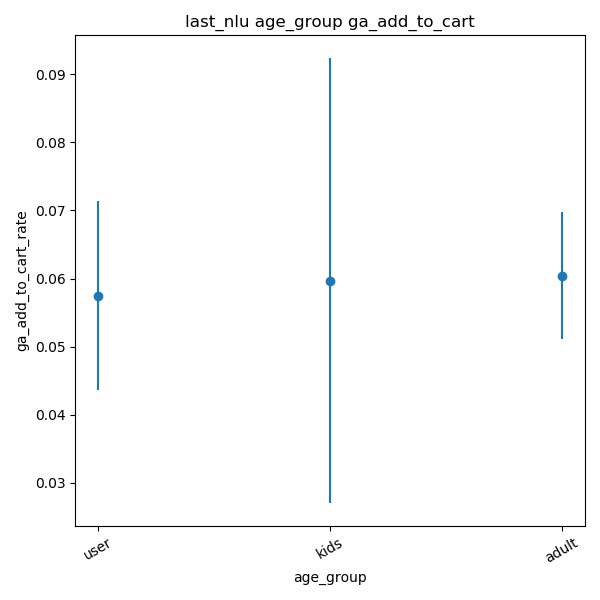 last_nlu age_group ga_add_to_cart
ga_add_to_cart_rate
0.09
0.08
0.07
0.06
0.05
0.04
0.03
user
kids
adult
age_group